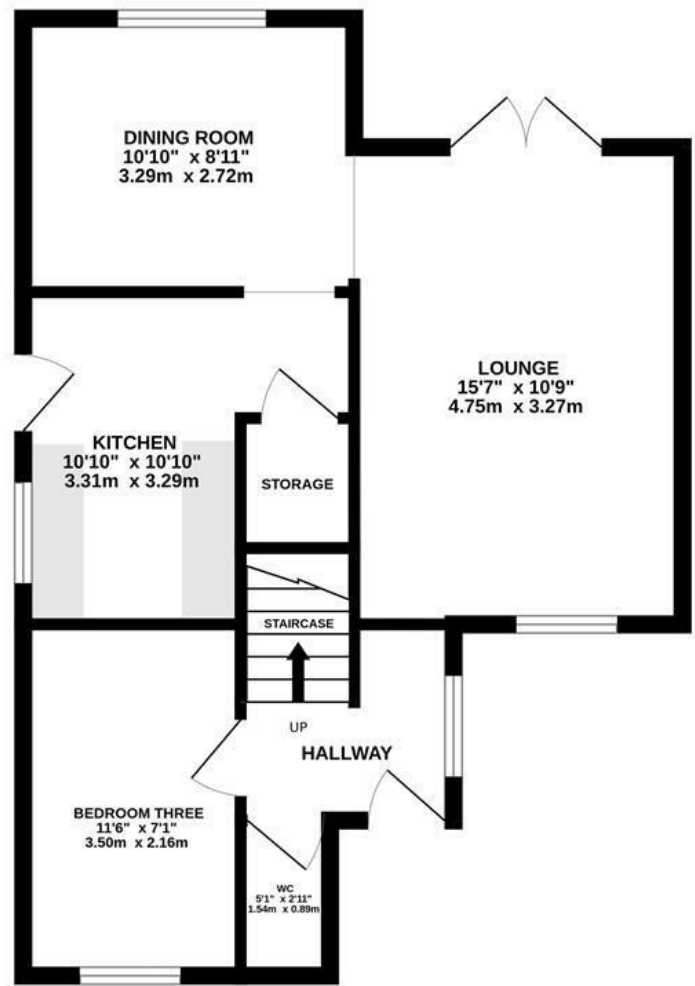 DINING ROOM
10'10" x 8'11"
3.29m x 2.72m
LOUNGE
15'7" x 10'9"
4.75m x 3.27m
KITCHEN
10'10" x 10'10"
3.31m x 3.29m
STORAGE
STAIRCASE
UP
HALLWAY
BEDROOM THREE
11'6" x 7'1"
3.50m x 2.16m
WC
5'1" x 2'11"
1.54m x 0.89m